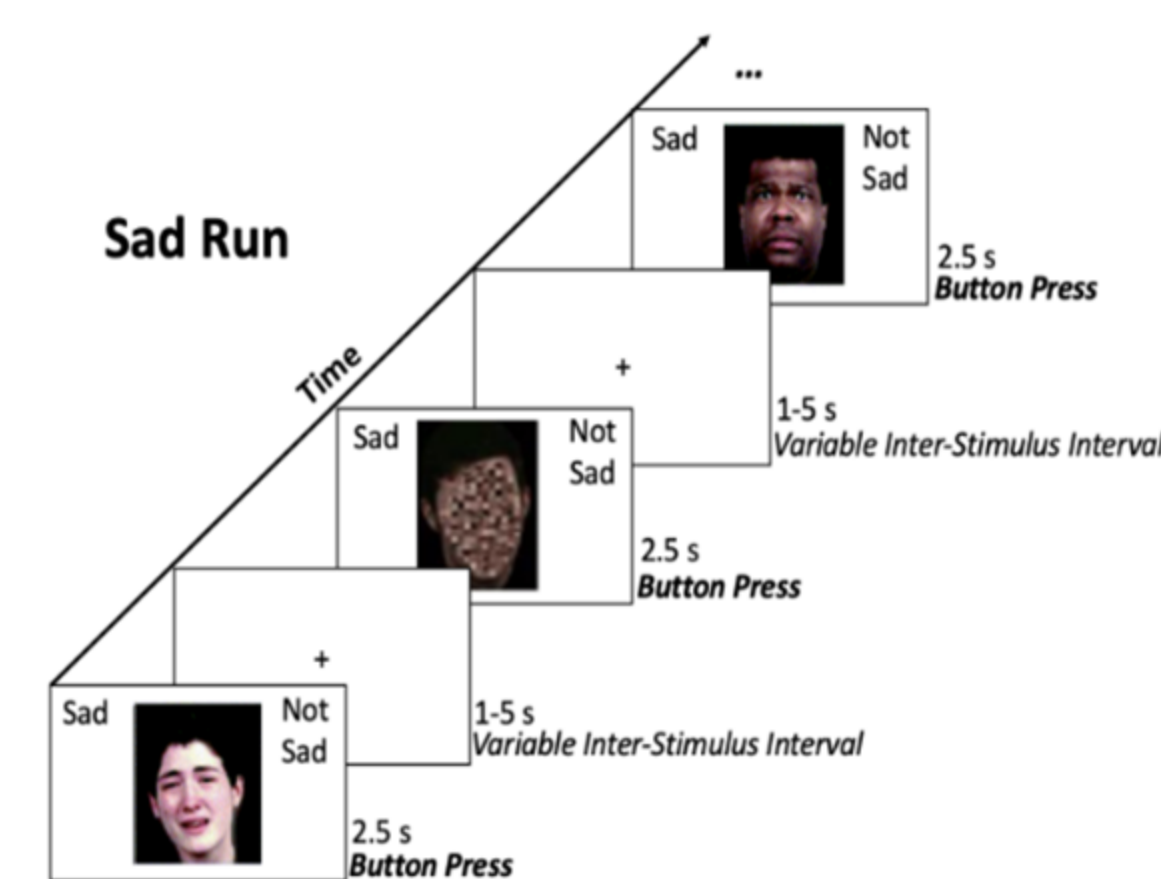 ...
Sad
Not
Sad
Sad Run
2.5 s
Button Press
Time
+
1-5 s
Variable Inter-Stimulus Interval
Sad
Not
Sad
2.5 s
Button Press
+
1-5 s
Variable Inter-Stimulus Interval
Sad
Not
Sad
2.5 s
Button Press